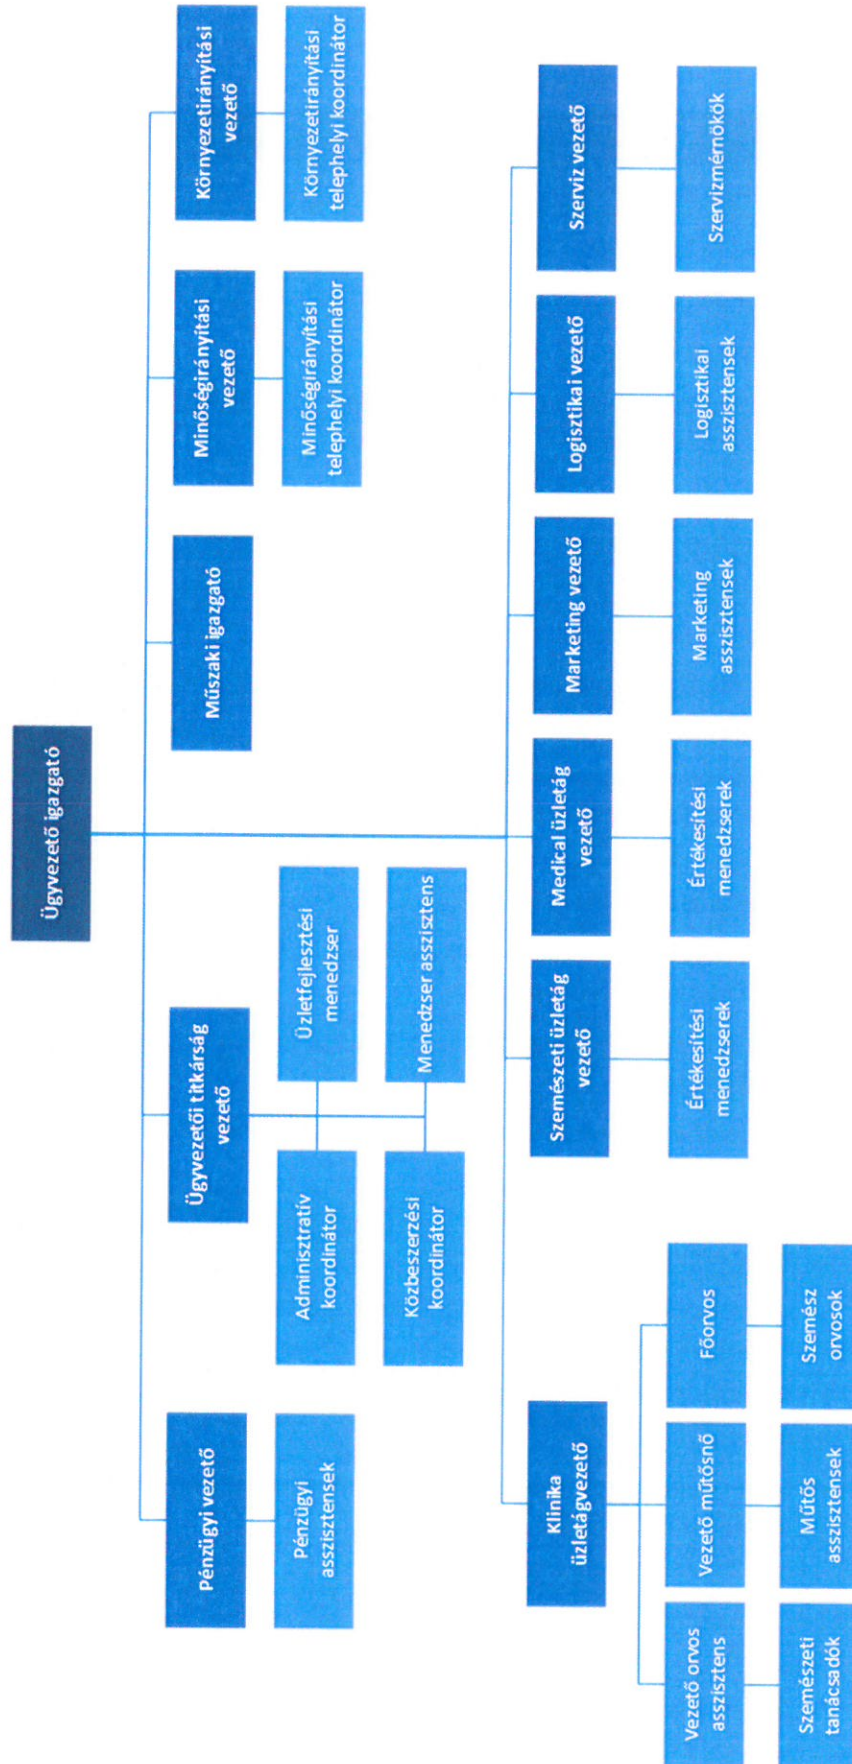 Ügyvezető igazgató
Pénzügyi vezető
Pénzügyi
asszisztensek
Ügyvezetői titkárság
vezető
Adminisztratív
koordinátor
Üzletfejlesztési
menedzser
Közbeszerzési
koordinátor
Menedzser asszisztens
Műszaki igazgató
Minőségirányítási
vezető
Minőségirányítási
telephelyi koordinátor
Környezetirányítási
vezető
Környezetirányítási
telephelyi koordinátor
Klinika
üzletágvezető
Vezető orvos
asszisztens
Szemészeti
tanácsadók
Vezető műtősnő
Műtős
asszisztensek
Főorvos
Szemész
orvosok
Szemészeti üzletág
vezető
Értékesítési
menedzserek
Medical üzletág
vezető
Értékesítési
menedzserek
Marketing vezető
Marketing
asszisztensek
Logisztikai vezető
Logisztikai
asszisztensek
Szerviz vezető
Szervizmérnökök